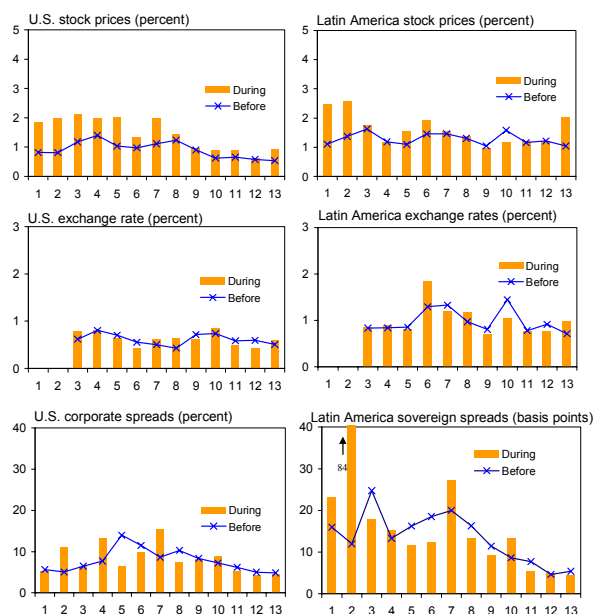 U.S. stock prices (percent)
5
4
3
2
1
0
During
Before
1 2 3 4 5 6 7 8 9 10 11 12 13
Latin America stock prices (percent)
5
4
3
2
1
0
During
Before
1 2 3 4 5 6 7 8 9 10 11 12 13
U.S. exchange rate (percent)
3
2
1
0
During
Before
1 2 3 4 5 6 7 8 9 10 11 12 13
Latin America exchange rates (percent)
3
2
1
0
During
Before
1 2 3 4 5 6 7 8 9 10 11 12 13
U.S. corporate spreads (percent)
40
30
20
10
0
During
Before
1 2 3 4 5 6 7 8 9 10 11 12 13
Latin America sovereign spreads (basis points)
40
30
20
10
0
84
During
Before
1 2 3 4 5 6 7 8 9 10 11 12 13